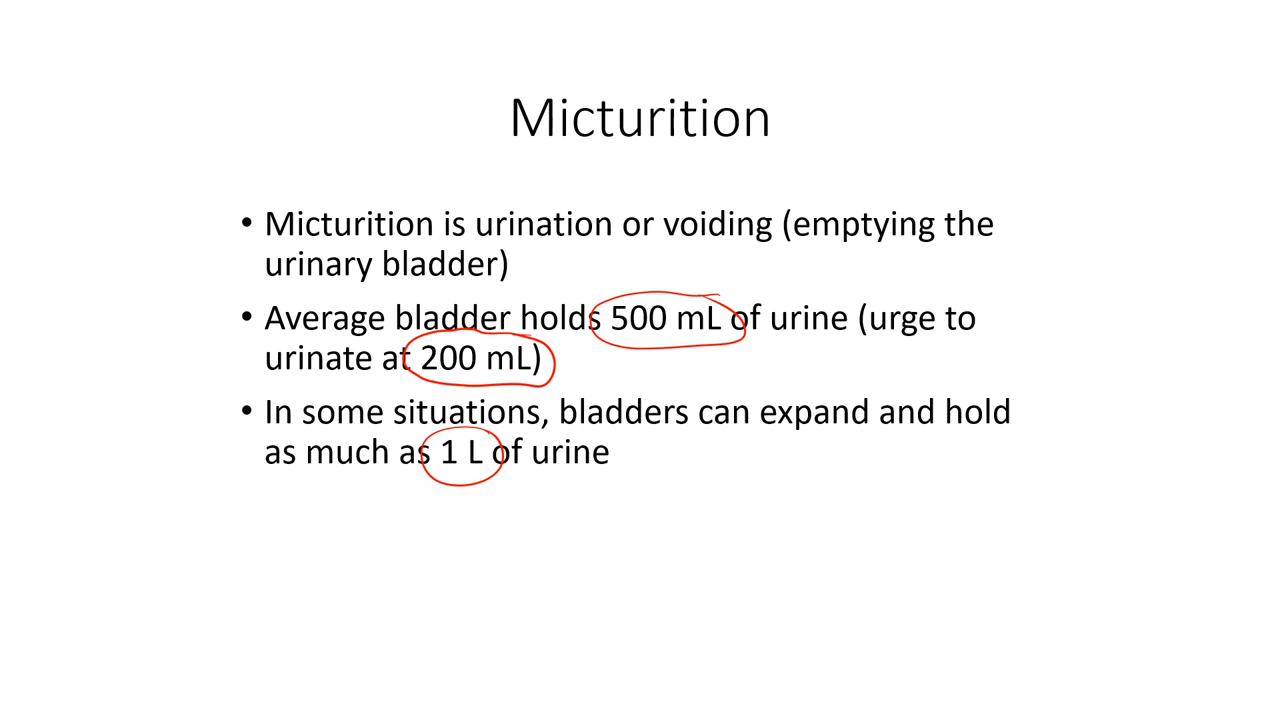 Micturition
• Micturition is urination or voiding (emptying the
urinary bladder)
• Average bladder holds 500 mL of urine (urge to
urinate at 200 mL)
• In some situations, bladders can expand and hold
as much as 1 L of urine